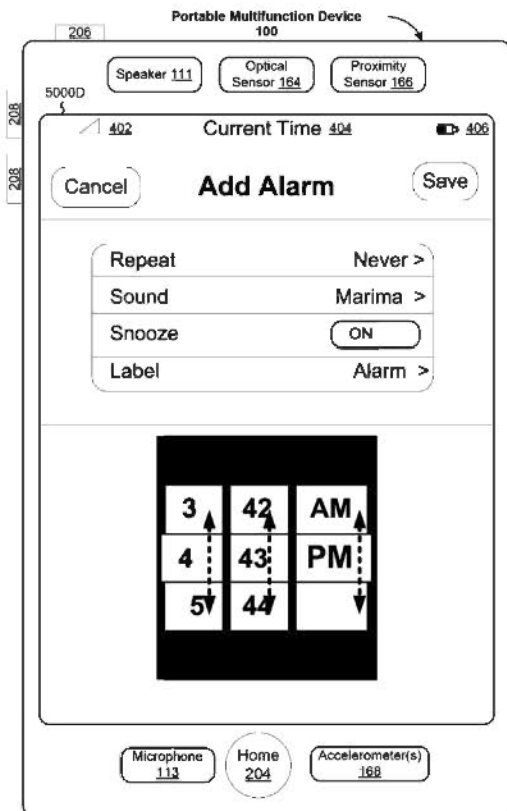 Portable Multifunction Device
100
206
Speaker 111
Optical
Sensor 164
Proximity
Sensor 166
5000D
208
208
402
Current Time 404
406
Cancel
Add Alarm
Save
Repeat
Never >
Sound
Marima >
Snooze
ON
Label
Alarm >
3 42 AM
4 43 PM
5 44
Microphone
113
Home
204
Accelerometer(s)
168